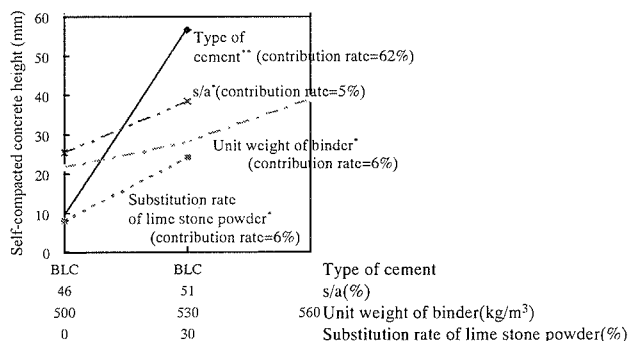 Self-compacted concrete height (mm)
60
50
40
30
20
10
0
Type of
cement** (contribution rate=62%)
s/a*(contribution rate=5%)
Unit weight of binder*
(contribution rate=6%)
Substitution rate
of lime stone powder*
(contribution rate=6%)
BLC BLC Type of cement
46 51 s/a(%)
500 530 560 Unit weight of binder(kg/m³)
0 30 Substitution rate of lime stone powder(%)